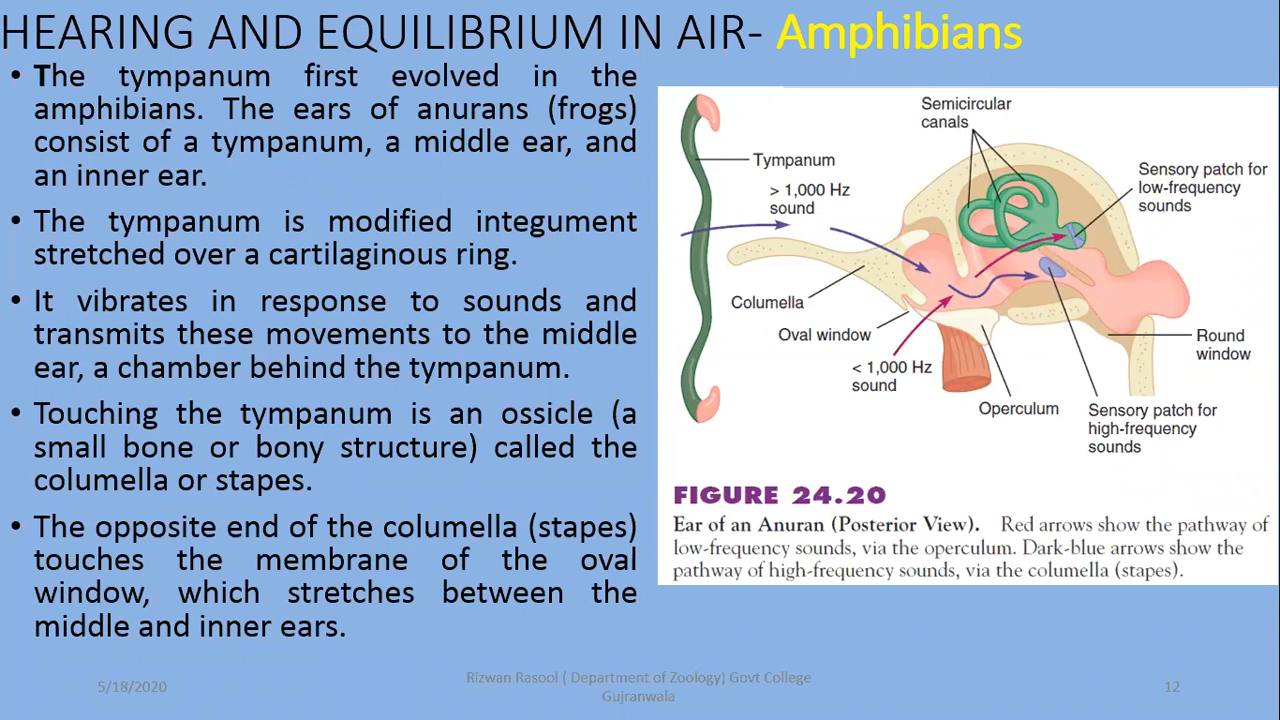 HEARING AND EQUILIBRIUM IN AIR- Amphibians
• The tympanum first evolved in the
amphibians. The ears of anurans (frogs)
consist of a tympanum, a middle ear, and
an inner ear.
• The tympanum is modified integument
stretched over a cartilaginous ring.
• It vibrates in response to sounds and
transmits these movements to the middle
ear, a chamber behind the tympanum.
• Touching the tympanum is an ossicle (a
small bone or bony structure) called the
columella or stapes.
• The opposite end of the columella (stapes)
touches the membrane of the oval
window, which stretches between the
middle and inner ears.
Semicircular
canals
Tympanum
> 1,000 Hz
sound
Sensory patch for
low-frequency
sounds
Columella
Oval window
< 1,000 Hz
sound
Operculum
Round
window
Sensory patch for
high-frequency
sounds
FIGURE 24.20
Ear of an Anuran (Posterior View). Red arrows show the pathway of
low-frequency sounds, via the operculum. Dark-blue arrows show the
pathway of high-frequency sounds, via the columella (stapes).
5/18/2020
Rizwan Rasool ( Department of Zoology) Govt College
Gujranwala
12